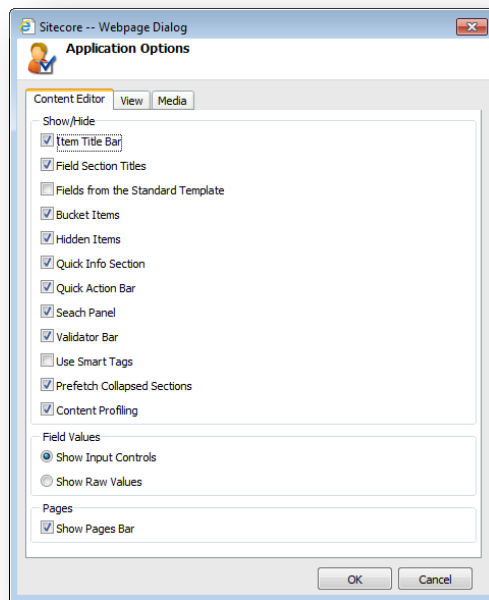 Sitecore -- Webpage Dialog
Application Options
Content Editor View Media
Show/Hide
Item Title Bar
Field Section Titles
Fields from the Standard Template
Bucket Items
Hidden Items
Quick Info Section
Quick Action Bar
Seach Panel
Validator Bar
Use Smart Tags
Prefetch Collapsed Sections
Content Profiling
Field Values
Show Input Controls
Show Raw Values
Pages
Show Pages Bar
OK Cancel